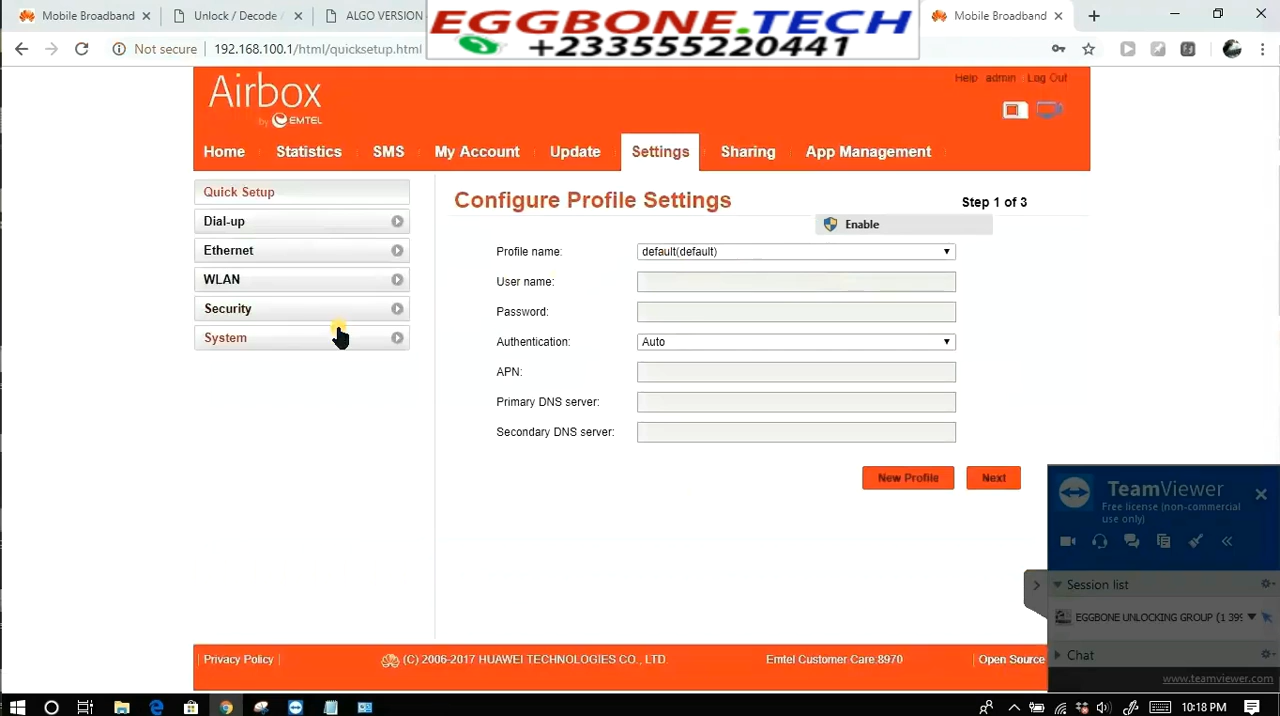 Mobile Broadband
Unlock / Decode
ALGO VERSION
EGGBONE.TECH
+233555220441
Mobile Broadband
Not secure
192.168.100.1/html/quicksetup.html
Help admin Log Out
Airbox
by EMTEL
Home Statistics SMS My Account Update Settings Sharing App Management
Quick Setup
Dial-up
Ethernet
WLAN
Security
System
Configure Profile Settings
Step 1 of 3
Enable
Profile name: default(default)
User name:
Password:
Authentication: Auto
APN:
Primary DNS server:
Secondary DNS server:
New Profile Next
TeamViewer
Free license (non-commercial
use only)
Session list
EGGBONE UNLOCKING GROUP (1 399
Chat
www.teamviewer.com
Privacy Policy
(C) 2006-2017 HUAWEI TECHNOLOGIES CO., LTD.
Emtel Customer Care:8970
Open Source
10:18 PM